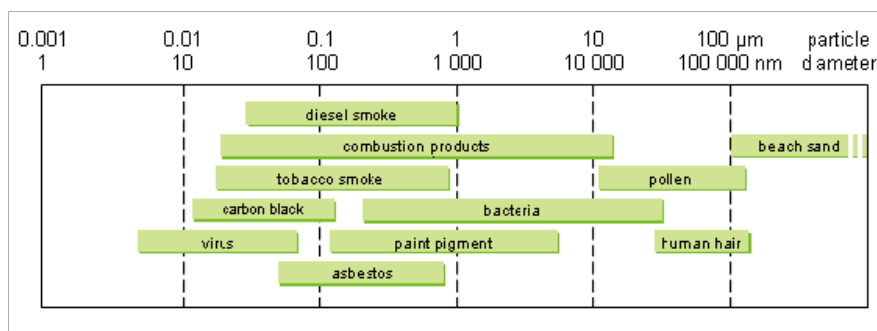 0.001 0.01 0.1 1 10 100 µm particle
1 10 100 1 000 10 000 100 000 nm diameter
diesel smoke
combustion products beach sand
tobacco smoke pollen
carbon black bacteria
virus paint pigment human hair
asbestos